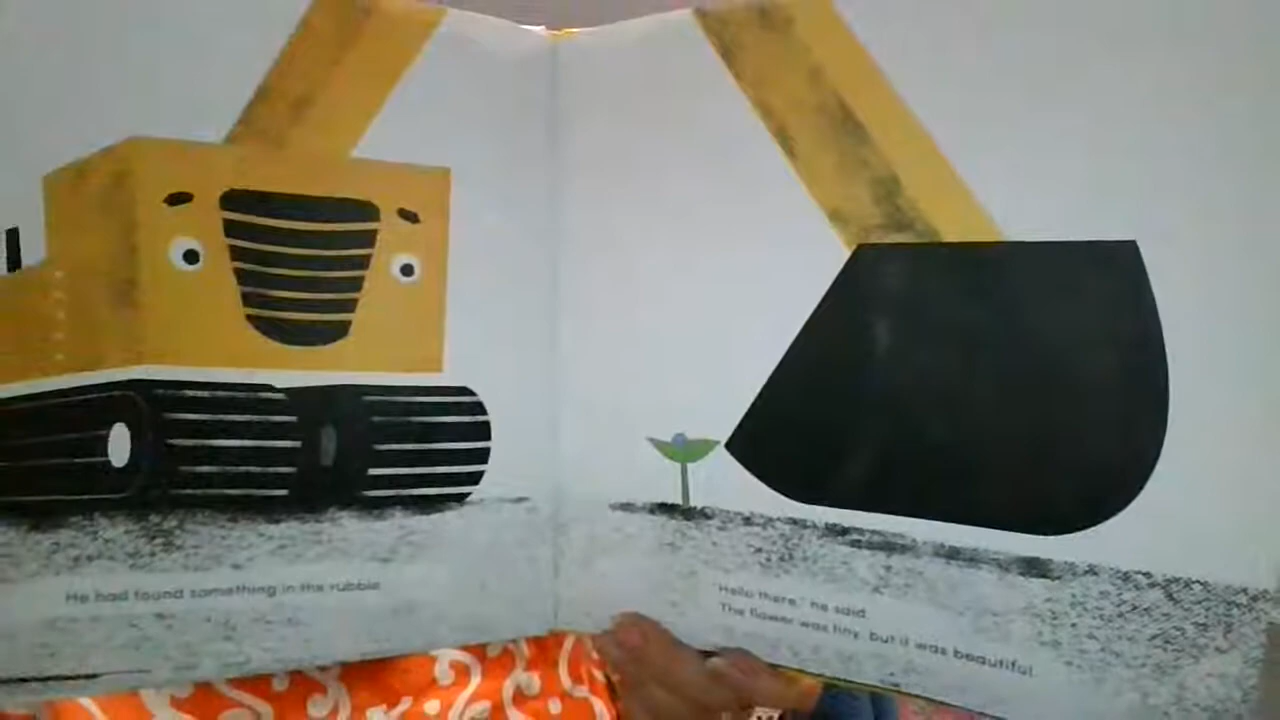 He had found something in the rubble.
"Hello there," he said.
The flower was tiny, but it was beautiful.